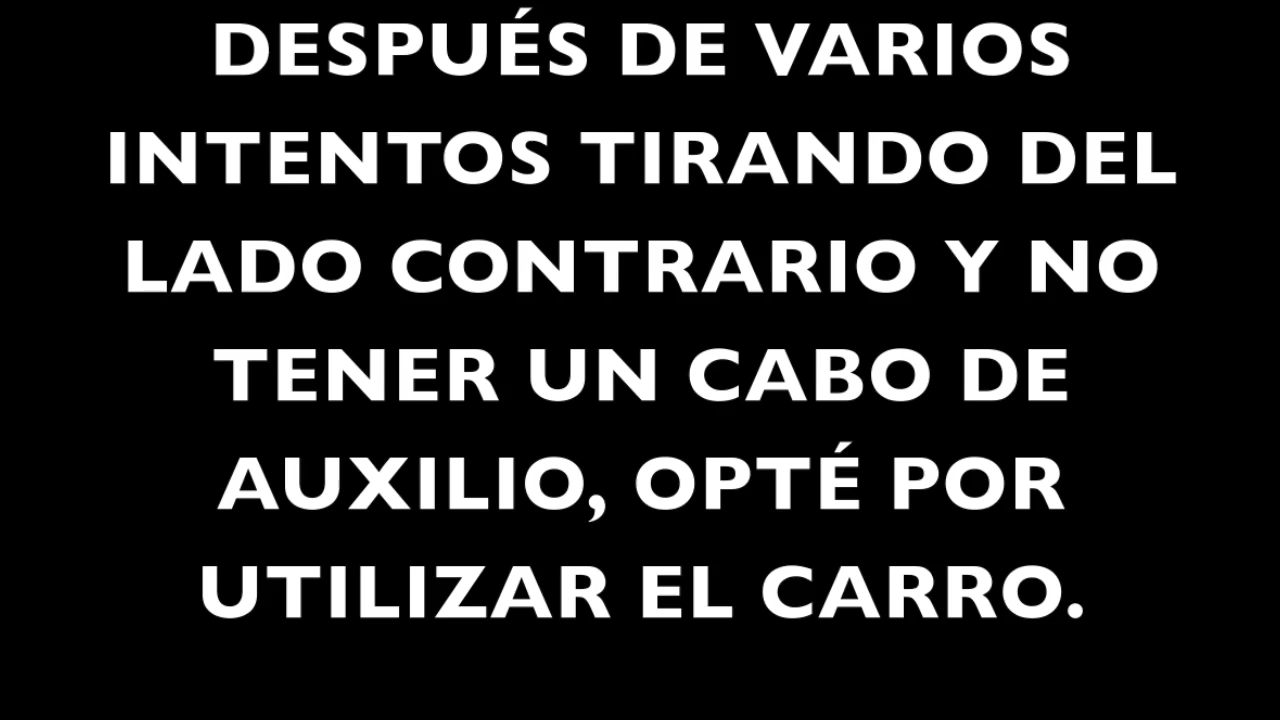 DESPUÉS DE VARIOS
INTENTOS TIRANDO DEL
LADO CONTRARIO Y NO
TENER UN CABO DE
AUXILIO, OPTÉ POR
UTILIZAR EL CARRO.